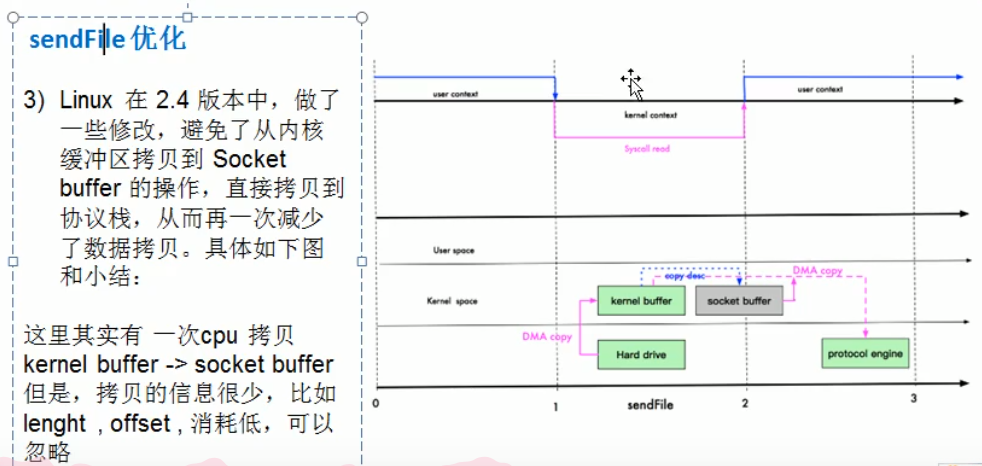 sendFile 优化
3) Linux 在 2.4 版本中，做了
一些修改，避免了从内核
缓冲区拷贝到 Socket
buffer 的操作，直接拷贝到
协议栈，从而再一次减少
了数据拷贝。具体如下图
和小结：
这里其实有 一次cpu 拷贝
kernel buffer -> socket buffer
但是，拷贝的信息很少，比如
lenght , offset , 消耗低，可以
忽略
user context
user context
kernel context
Syscall read
User space
Kernel space
copy desc
DMA copy
kernel buffer
socket buffer
DMA copy
Hard drive
protocol engine
0
1
sendFile
2
3